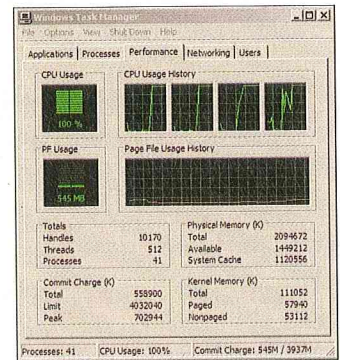 Windows Task Manager
File Options View Shut Down Help
Applications Processes Performance Networking Users
CPU Usage CPU Usage History
100 %
PF Usage Page File Usage History
545 MB
Totals
Handles 10170
Threads 512
Processes 41
Physical Memory (K)
Total 2094672
Available 1449212
System Cache 1120556
Commit Charge (K)
Total 558900
Limit 4032040
Peak 702944
Kernel Memory (K)
Total 111052
Paged 57940
Nonpaged 53112
Processes: 41 CPU Usage: 100% Commit Charge: 545M / 3937M